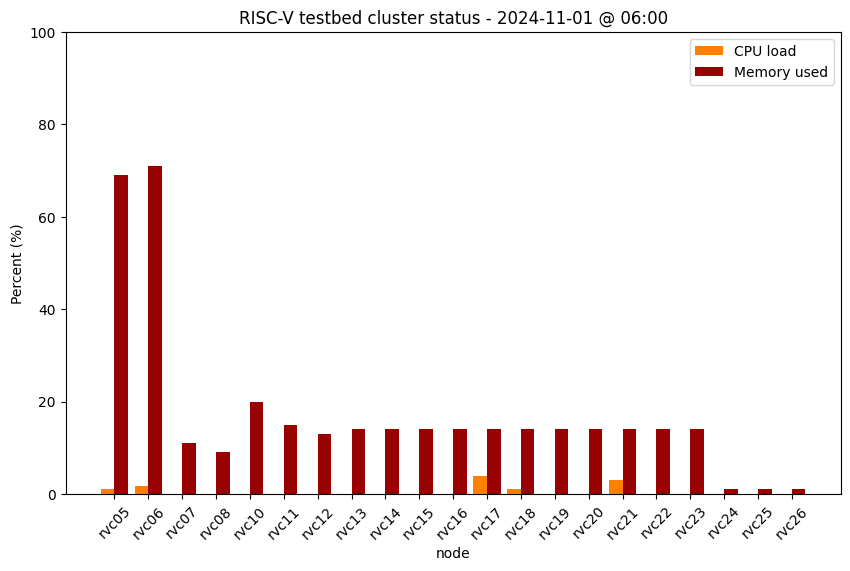 RISC-V testbed cluster status - 2024-11-01 @ 06:00
CPU load
Memory used
Percent (%)
100
80
60
40
20
0
rvc05 rvc06 rvc07 rvc08 rvc10 rvc11 rvc12 rvc13 rvc14 rvc15 rvc16 rvc17 rvc18 rvc19 rvc20 rvc21 rvc22 rvc23 rvc24 rvc25 rvc26
node